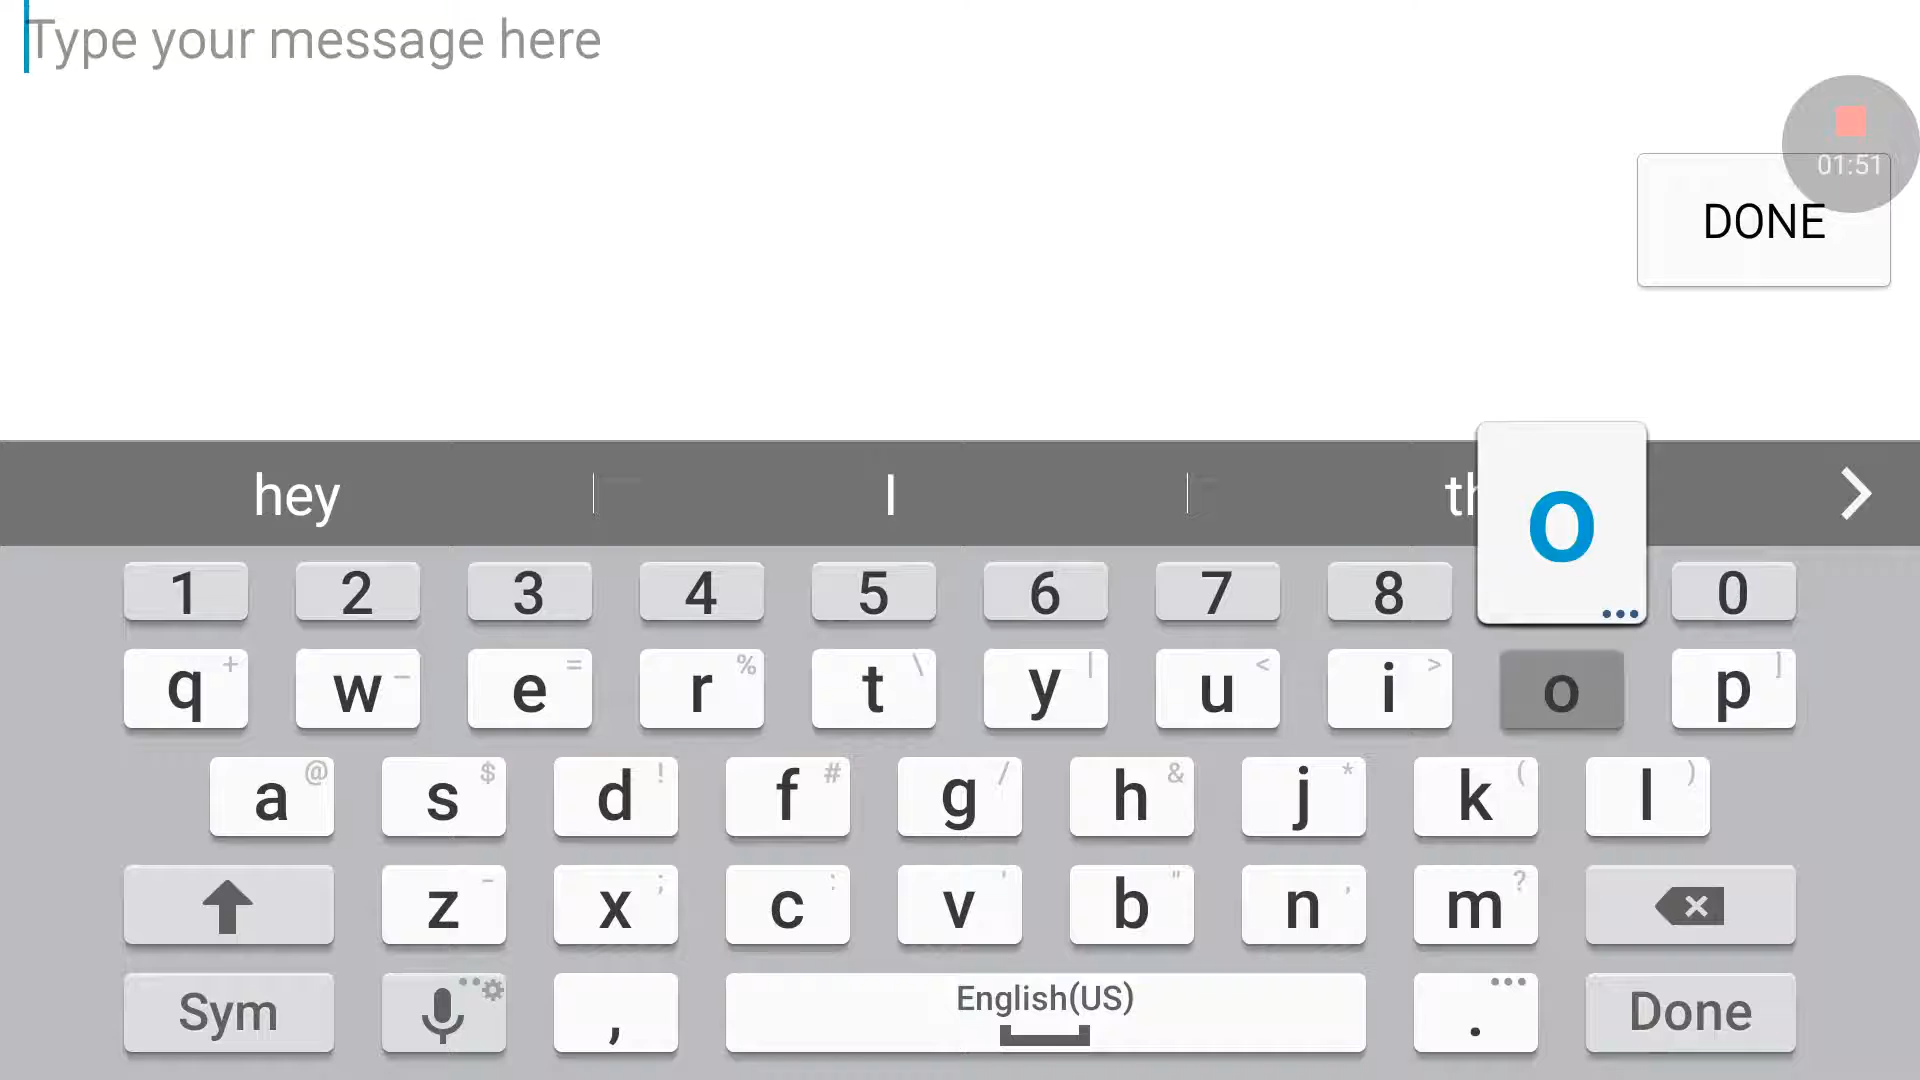 Type your message here
01:51
DONE
hey I th
o
1 2 3 4 5 6 7 8 0
q + w - e = r % t \ y | u < i > o p ]
a @ s $ d ! f # g / h & j * k ( l )
z - x ; c : v ' b " n , m ?
Sym , English(US) . Done